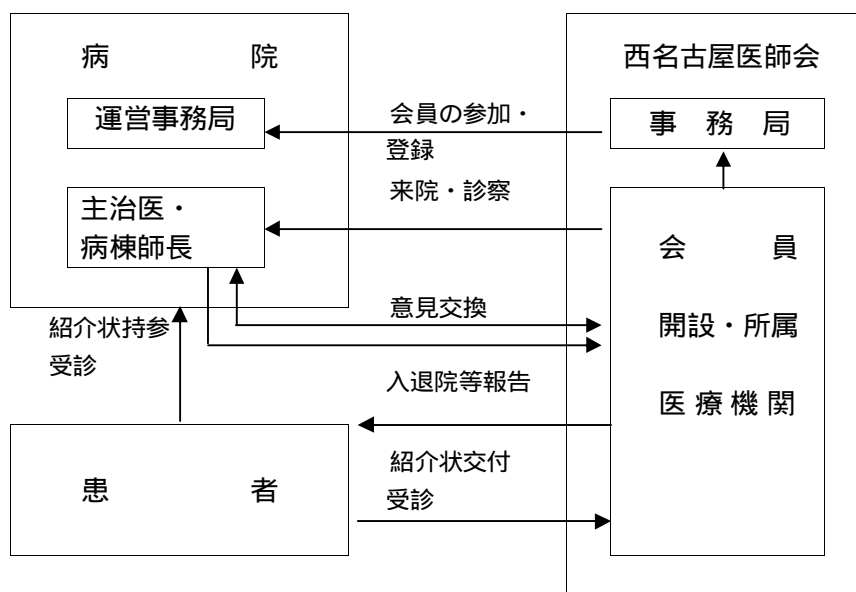 病　　　　　院
運営事務局
主治医・
病棟師長
西名古屋医師会
事　務　局
会　　　員
開設・所属
医 療 機 関
会員の参加・
登録
来院・診察
意見交換
入退院等報告
紹介状持参
受診
紹介状交付
受診
患　　　　　者